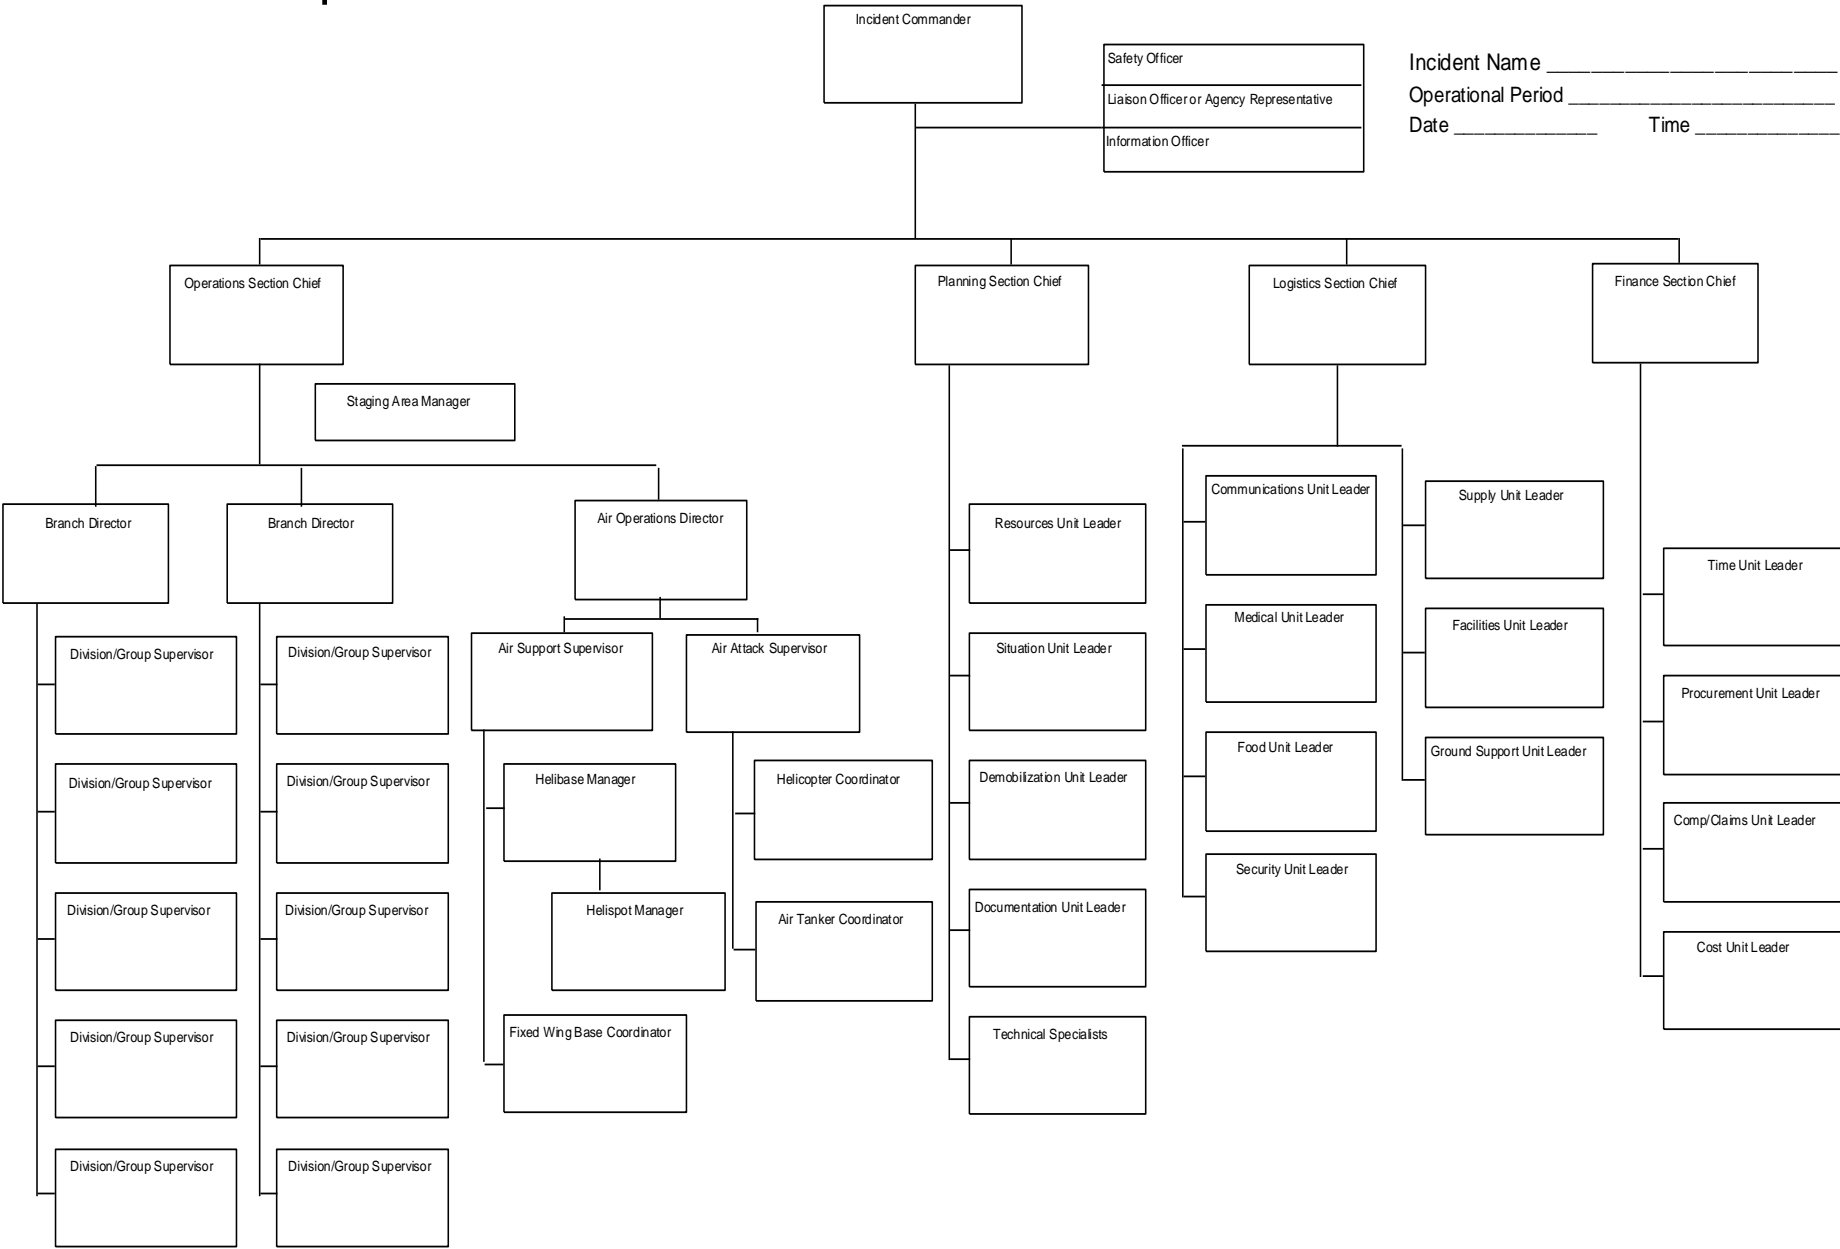 Incident Commander
Safety Officer
Liaison Officer or Agency Representative
Information Officer
Incident Name __________________________
Operational Period ________________________
Date _____________ Time _____________
Operations Section Chief
Planning Section Chief
Logistics Section Chief
Finance Section Chief
Staging Area Manager
Branch Director
Branch Director
Air Operations Director
Division/Group Supervisor
Division/Group Supervisor
Division/Group Supervisor
Division/Group Supervisor
Division/Group Supervisor
Division/Group Supervisor
Division/Group Supervisor
Division/Group Supervisor
Division/Group Supervisor
Division/Group Supervisor
Air Support Supervisor
Air Attack Supervisor
Helibase Manager
Helispot Manager
Fixed Wing Base Coordinator
Helicopter Coordinator
Air Tanker Coordinator
Resources Unit Leader
Situation Unit Leader
Demobilization Unit Leader
Documentation Unit Leader
Technical Specialists
Communications Unit Leader
Medical Unit Leader
Food Unit Leader
Security Unit Leader
Supply Unit Leader
Facilities Unit Leader
Ground Support Unit Leader
Time Unit Leader
Procurement Unit Leader
Comp/Claims Unit Leader
Cost Unit Leader